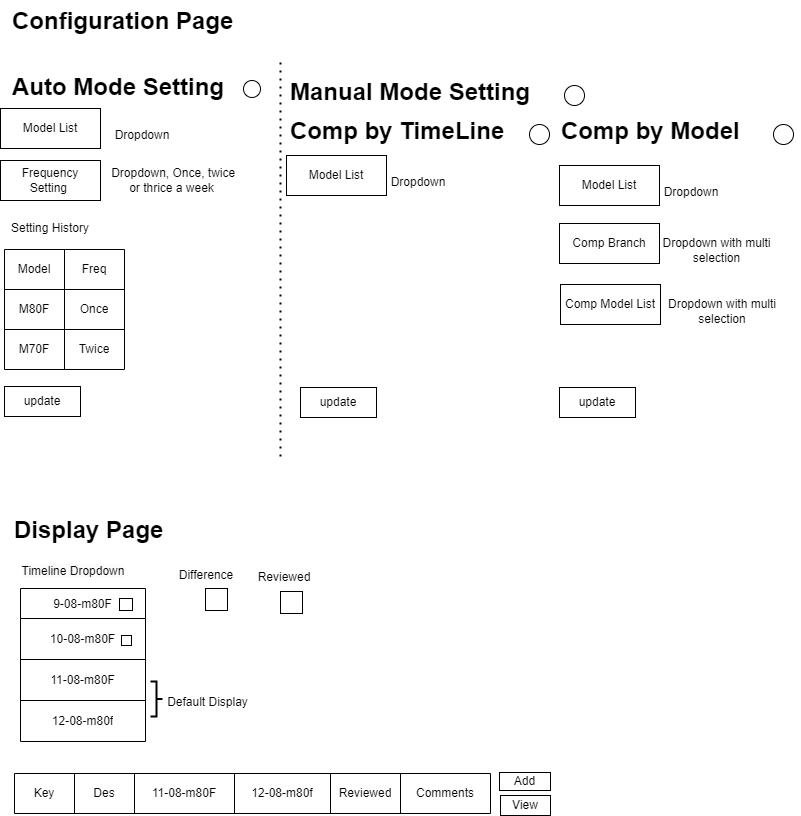 Configuration Page
Auto Mode Setting
Model List
Dropdown
Frequency
Setting
Dropdown, Once, twice
or thrice a week
Setting History
Model Freq
M80F Once
M70F Twice
update
Manual Mode Setting
Comp by TimeLine
Model List
Dropdown
update
Comp by Model
Model List
Dropdown
Comp Branch
Dropdown with multi
selection
Comp Model List
Dropdown with multi
selection
update
Display Page
Timeline Dropdown
9-08-m80F
10-08-m80F
11-08-m80F
12-08-m80f
Default Display
Difference
Reviewed
Key Des 11-08-m80F 12-08-m80f Reviewed Comments
Add
View